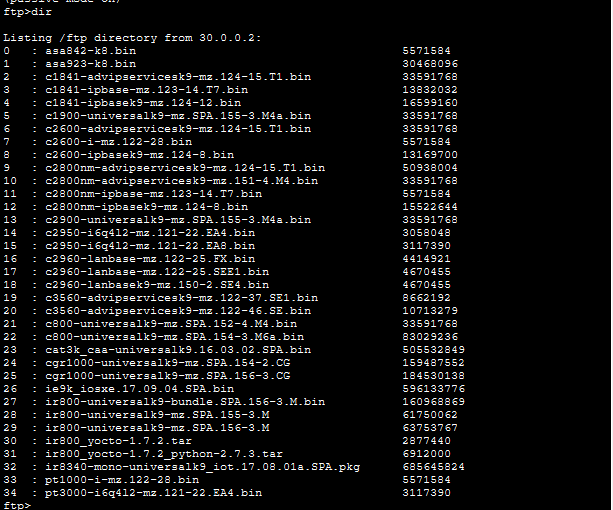 (passive mode On)
ftp>dir
Listing /ftp directory from 30.0.0.2:
0 : asa842-k8.bin 5571584
1 : asa923-k8.bin 30468096
2 : c1841-advipservicesk9-mz.124-15.T1.bin 33591768
3 : c1841-ipbase-mz.123-14.T7.bin 13832032
4 : c1841-ipbasek9-mz.124-12.bin 16599160
5 : c1900-universalk9-mz.SPA.155-3.M4a.bin 33591768
6 : c2600-advipservicesk9-mz.124-15.T1.bin 33591768
7 : c2600-i-mz.122-28.bin 5571584
8 : c2600-ipbasek9-mz.124-8.bin 13169700
9 : c2800nm-advipservicesk9-mz.124-15.T1.bin 50938004
10 : c2800nm-advipservicesk9-mz.151-4.M4.bin 33591768
11 : c2800nm-ipbase-mz.123-14.T7.bin 5571584
12 : c2800nm-ipbasek9-mz.124-8.bin 15522644
13 : c2900-universalk9-mz.SPA.155-3.M4a.bin 33591768
14 : c2950-i6q4l2-mz.121-22.EA4.bin 3058048
15 : c2950-i6q4l2-mz.121-22.EA8.bin 3117390
16 : c2960-lanbase-mz.122-25.FX.bin 4414921
17 : c2960-lanbase-mz.122-25.SEE1.bin 4670455
18 : c2960-lanbasek9-mz.150-2.SE4.bin 4670455
19 : c3560-advipservicesk9-mz.122-37.SE1.bin 8662192
20 : c3560-advipservicesk9-mz.122-46.SE.bin 10713279
21 : c800-universalk9-mz.SPA.152-4.M4.bin 33591768
22 : c800-universalk9-mz.SPA.154-3.M6a.bin 83029236
23 : cat3k_caa-universalk9.16.03.02.SPA.bin 505532849
24 : cgr1000-universalk9-mz.SPA.154-2.CG 159487552
25 : cgr1000-universalk9-mz.SPA.156-3.CG 184530138
26 : ie9k_iosxe.17.09.04.SPA.bin 596133776
27 : ir800-universalk9-bundle.SPA.156-3.M.bin 160968869
28 : ir800-universalk9-mz.SPA.155-3.M 61750062
29 : ir800-universalk9-mz.SPA.156-3.M 63753767
30 : ir800_yocto-1.7.2.tar 2877440
31 : ir800_yocto-1.7.2_python-2.7.3.tar 6912000
32 : ir8340-mono-universalk9_iot.17.08.01a.SPA.pkg 685645824
33 : pt1000-i-mz.122-28.bin 5571584
34 : pt3000-i6q4l2-mz.121-22.EA4.bin 3117390
ftp>